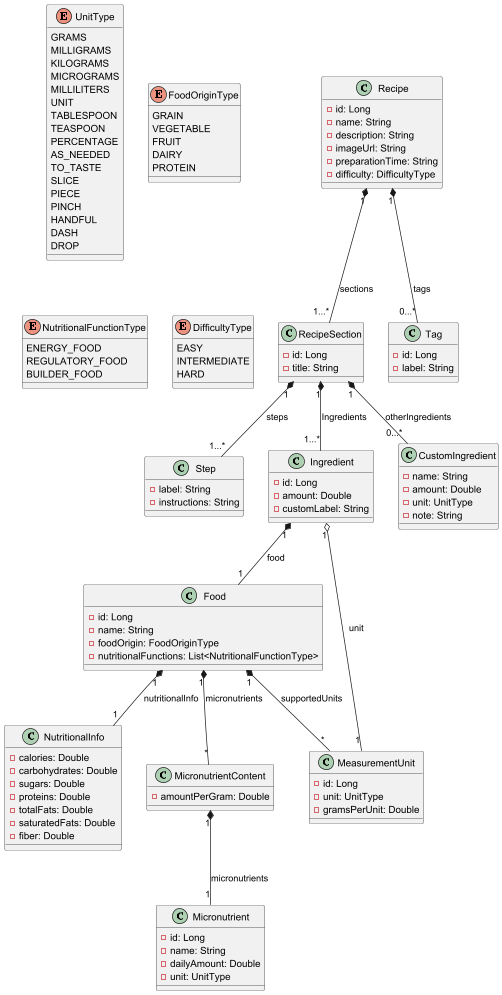 E UnitType
GRAMS
MILLIGRAMS
KILOGRAMS
MICROGRAMS
MILLILITERS
UNIT
TABLESPOON
TEASPOON
PERCENTAGE
AS_NEEDED
TO_TASTE
SLICE
PIECE
PINCH
HANDFUL
DASH
DROP
E FoodOriginType
GRAIN
VEGETABLE
FRUIT
DAIRY
PROTEIN
C Recipe
id: Long
name: String
description: String
imageUrl: String
preparationTime: String
difficulty: DifficultyType
1
1
sections
tags
1...*
0...*
E NutritionalFunctionType
ENERGY_FOOD
REGULATORY_FOOD
BUILDER_FOOD
E DifficultyType
EASY
INTERMEDIATE
HARD
C RecipeSection
id: Long
title: String
C Tag
id: Long
label: String
1
1
1
steps
Ingredients
otherIngredients
1...*
1...*
0...*
C Step
label: String
instructions: String
C Ingredient
id: Long
amount: Double
customLabel: String
C CustomIngredient
name: String
amount: Double
unit: UnitType
note: String
1
1
food
1
unit
1
C Food
id: Long
name: String
foodOrigin: FoodOriginType
nutritionalFunctions: List<NutritionalFunctionType>
1
1
1
nutritionalInfo
micronutrients
supportedUnits
1
*
*
C NutritionalInfo
calories: Double
carbohydrates: Double
sugars: Double
proteins: Double
totalFats: Double
saturatedFats: Double
fiber: Double
C MicronutrientContent
amountPerGram: Double
C MeasurementUnit
id: Long
unit: UnitType
gramsPerUnit: Double
1
micronutrients
1
C Micronutrient
id: Long
name: String
dailyAmount: Double
unit: UnitType